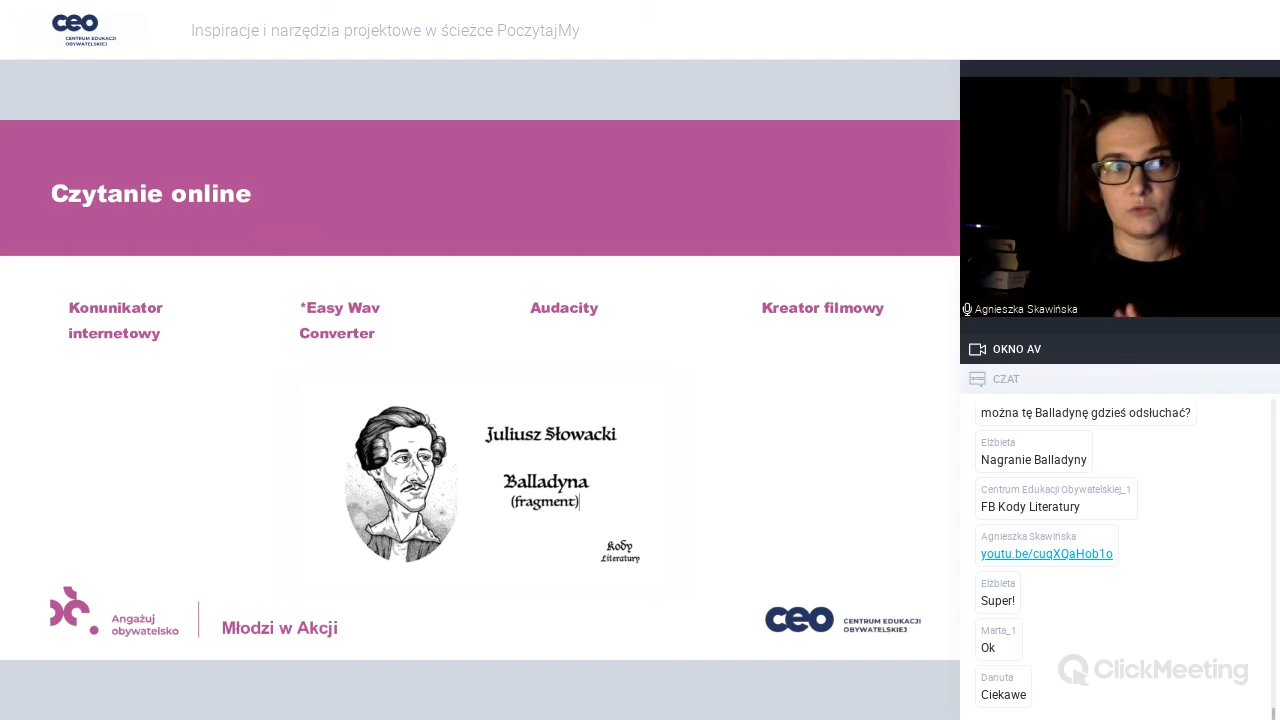 ceo
CENTRUM EDUKACJI
OBYWATELSKIEJ
Inspiracje i narzędzia projektowe w ścieżce PoczytajMy
Czytanie online
Konunikator
internetowy
*Easy Wav
Converter
Audacity
Kreator filmowy
Juliusz Słowacki
Balladyna
(fragment)
Kody
Literatury
Angażuj
obywatelsko
Młodzi w Akcji
ceo
CENTRUM EDUKACJI
OBYWATELSKIEJ
Agnieszka Skawińska
OKNO AV
CZAT
można tę Balladynę gdzieś odsłuchać?
Elżbieta
Nagranie Balladyny
Centrum Edukacji Obywatelskiej_1
FB Kody Literatury
Agnieszka Skawińska
youtu.be/cuqXQaHob1o
Elżbieta
Super!
Marta_1
Ok
Danuta
Ciekawe
ClickMeeting